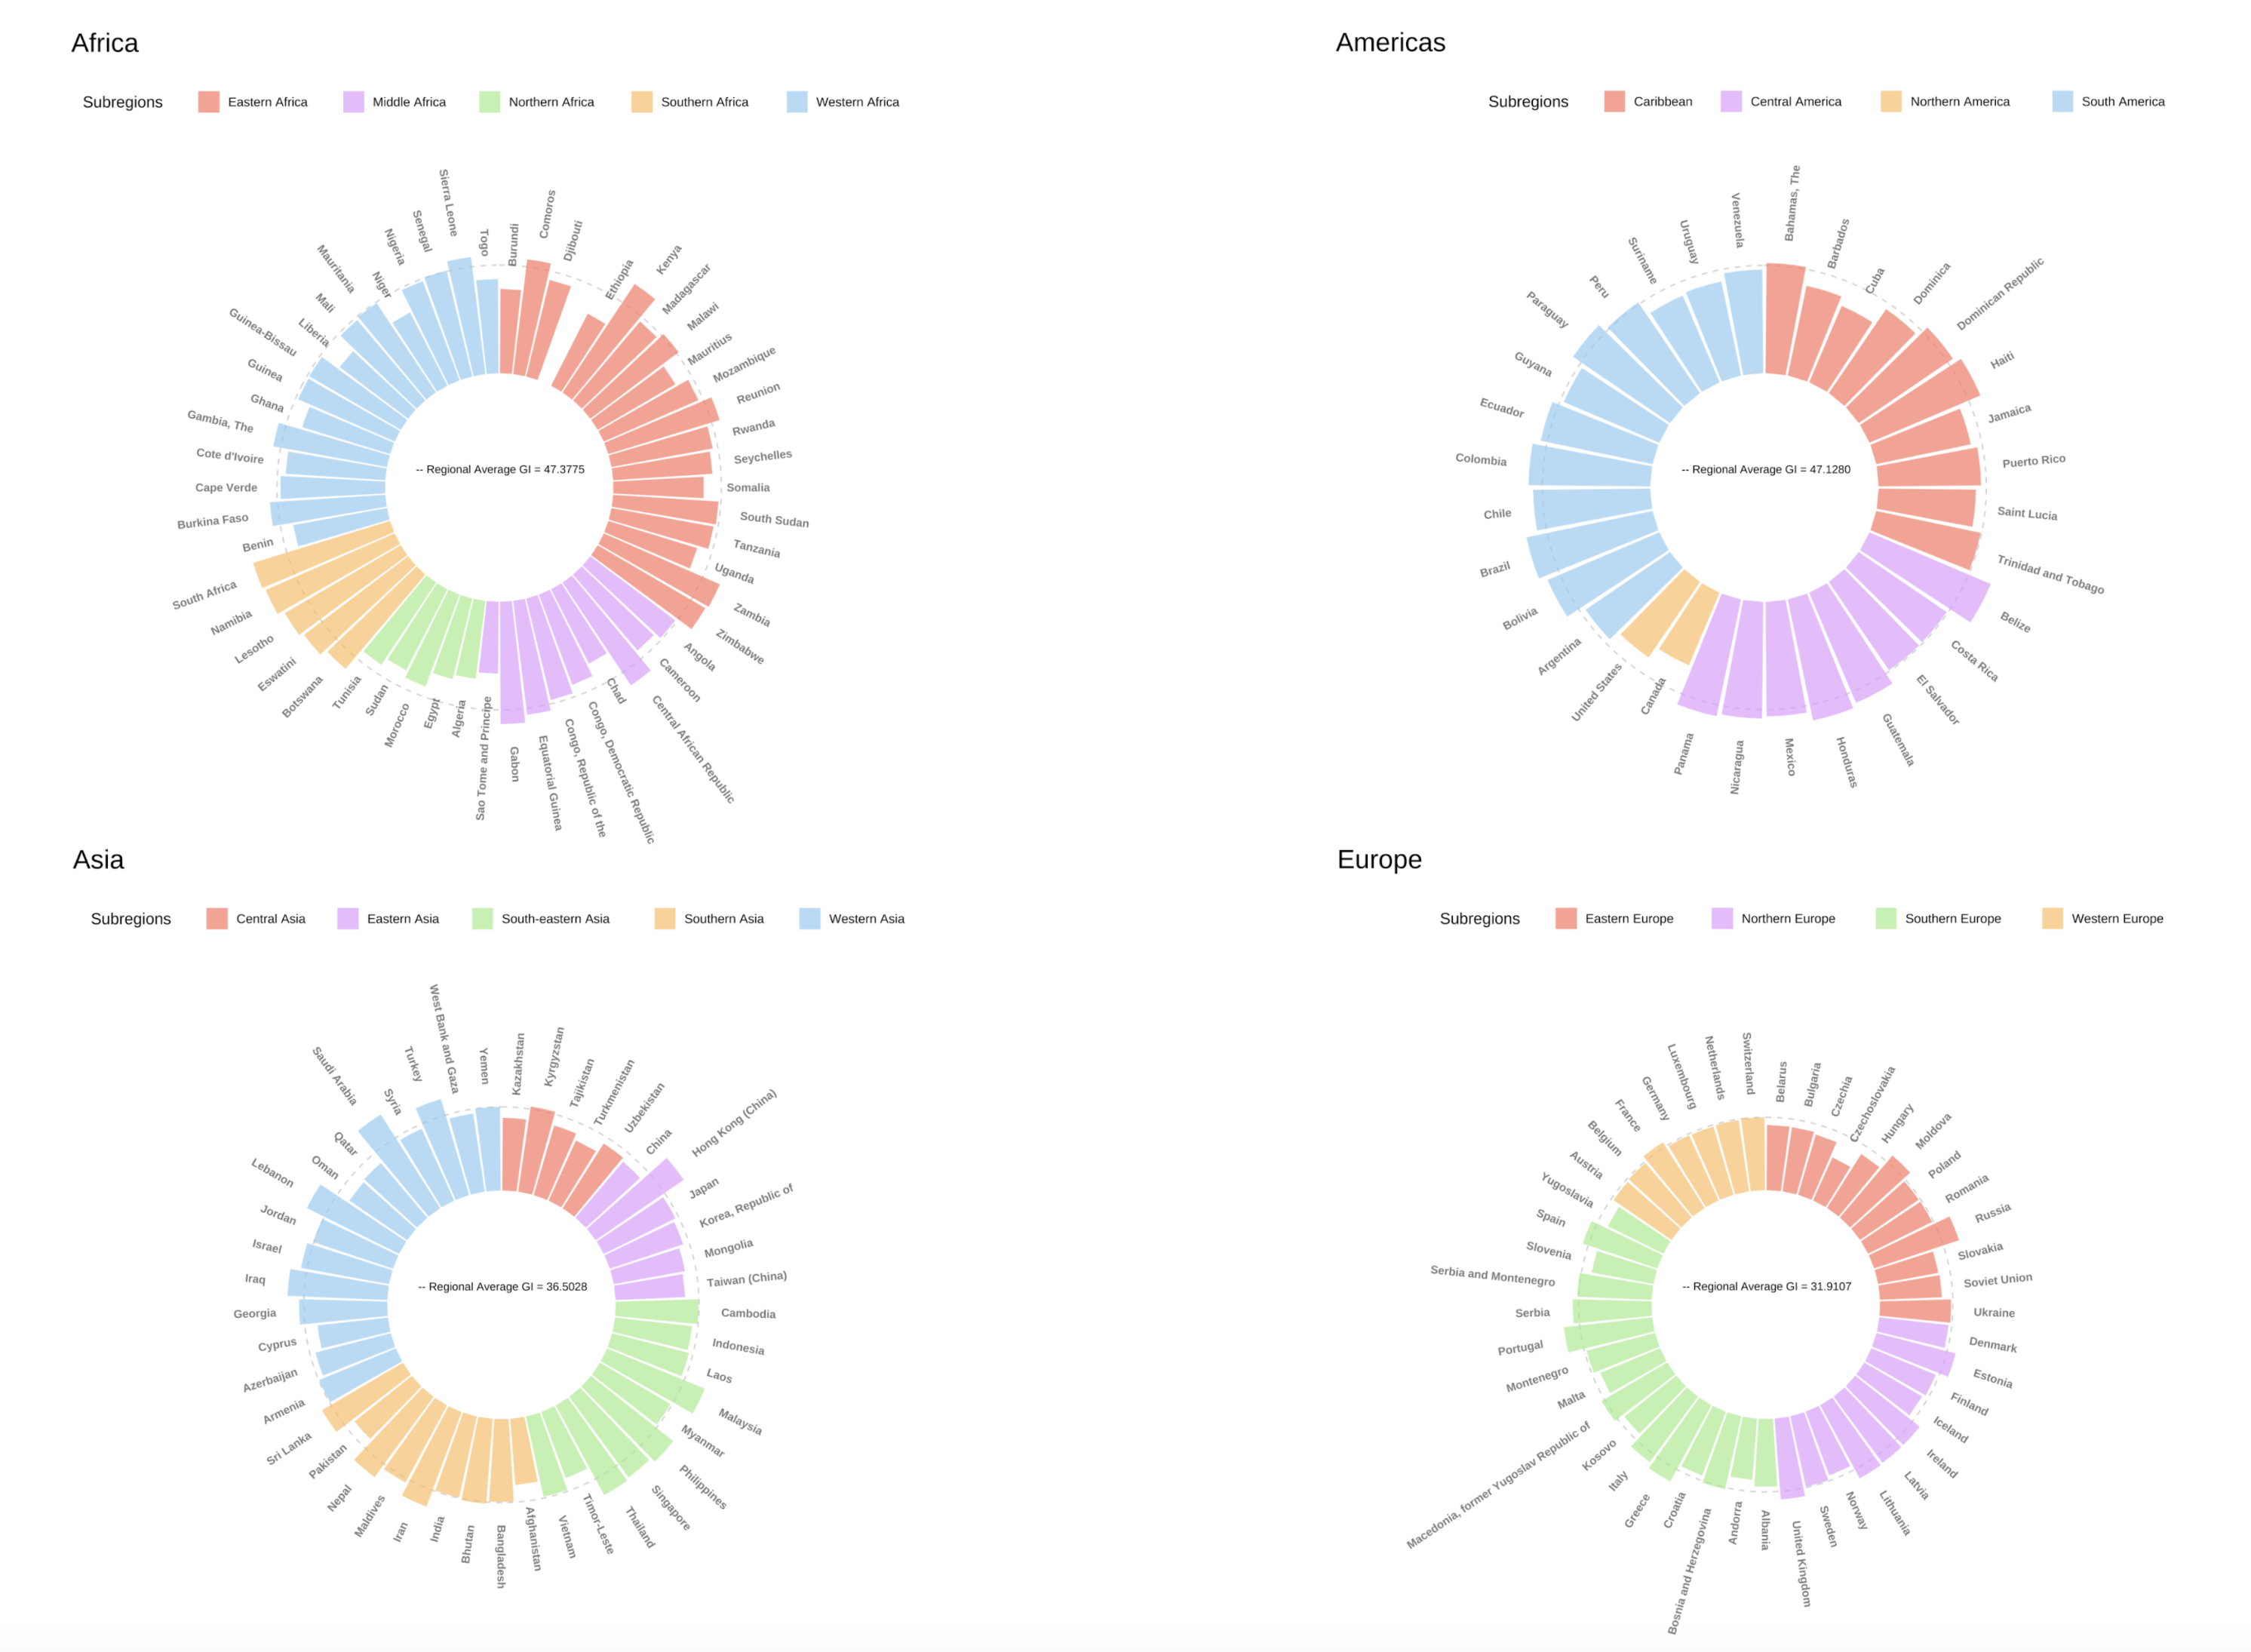 Africa
Subregions
Eastern Africa
Middle Africa
Northern Africa
Southern Africa
Western Africa
Burundi
Comoros
Djibouti
Ethiopia
Kenya
Madagascar
Malawi
Mauritius
Mozambique
Reunion
Rwanda
Seychelles
Somalia
South Sudan
Tanzania
Uganda
Zambia
Zimbabwe
Angola
Cameroon
Central African Republic
Chad
Congo, Democratic Republic
Congo, Republic of the
Equatorial Guinea
Gabon
Sao Tome and Principe
Algeria
Egypt
Morocco
Sudan
Tunisia
Botswana
Eswatini
Lesotho
Namibia
South Africa
Benin
Burkina Faso
Cape Verde
Cote d'Ivoire
Gambia, The
Ghana
Guinea
Guinea-Bissau
Liberia
Mali
Mauritania
Niger
Nigeria
Senegal
Sierra Leone
Togo
-- Regional Average GI = 47.3775
Americas
Subregions
Caribbean
Central America
Northern America
South America
Bahamas, The
Barbados
Cuba
Dominica
Dominican Republic
Haiti
Jamaica
Puerto Rico
Saint Lucia
Trinidad and Tobago
Belize
Costa Rica
El Salvador
Guatemala
Honduras
Mexico
Nicaragua
Panama
Canada
United States
Argentina
Bolivia
Brazil
Chile
Colombia
Ecuador
Guyana
Paraguay
Peru
Suriname
Uruguay
Venezuela
-- Regional Average GI = 47.1280
Asia
Subregions
Central Asia
Eastern Asia
South-eastern Asia
Southern Asia
Western Asia
Kazakhstan
Kyrgyzstan
Tajikistan
Turkmenistan
Uzbekistan
China
Hong Kong (China)
Japan
Korea, Republic of
Mongolia
Taiwan (China)
Cambodia
Indonesia
Laos
Malaysia
Myanmar
Philippines
Singapore
Thailand
Timor-Leste
Vietnam
Afghanistan
Bangladesh
Bhutan
India
Iran
Maldives
Nepal
Pakistan
Sri Lanka
Armenia
Azerbaijan
Cyprus
Georgia
Iraq
Israel
Jordan
Lebanon
Oman
Qatar
Saudi Arabia
Syria
Turkey
West Bank and Gaza
Yemen
-- Regional Average GI = 36.5028
Europe
Subregions
Eastern Europe
Northern Europe
Southern Europe
Western Europe
Belarus
Bulgaria
Czechia
Czechoslovakia
Hungary
Moldova
Poland
Romania
Russia
Slovakia
Soviet Union
Ukraine
Denmark
Estonia
Finland
Iceland
Ireland
Latvia
Lithuania
Norway
Sweden
United Kingdom
Albania
Andorra
Bosnia and Herzegovina
Croatia
Greece
Italy
Kosovo
Macedonia, former Yugoslav Republic of
Malta
Montenegro
Portugal
Serbia
Serbia and Montenegro
Slovenia
Spain
Yugoslavia
Austria
Belgium
France
Germany
Luxembourg
Netherlands
Switzerland
-- Regional Average GI = 31.9107